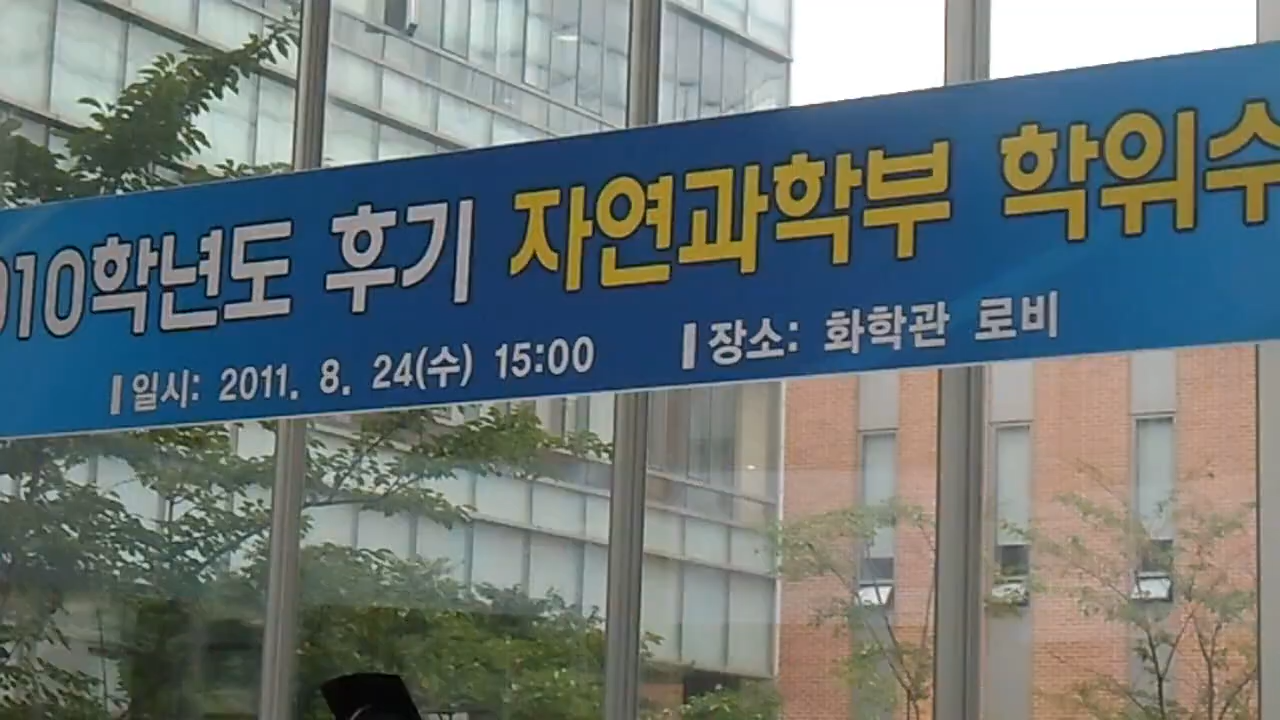 010학년도 후기 자연과학부 학위수
일시: 2011. 8. 24(수) 15:00 장소: 화학관 로비